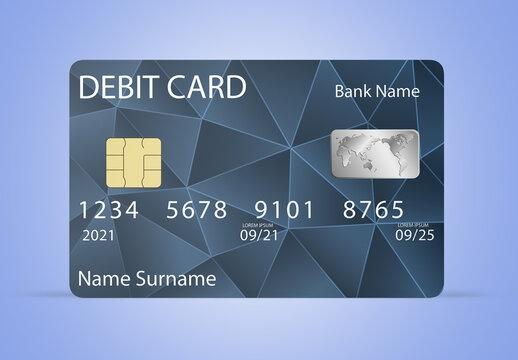 DEBIT CARD
Bank Name
1234 5678 9101 8765
2021
LOREM IPSUM
09/21
LOREM IPSUM
09/25
Name Surname